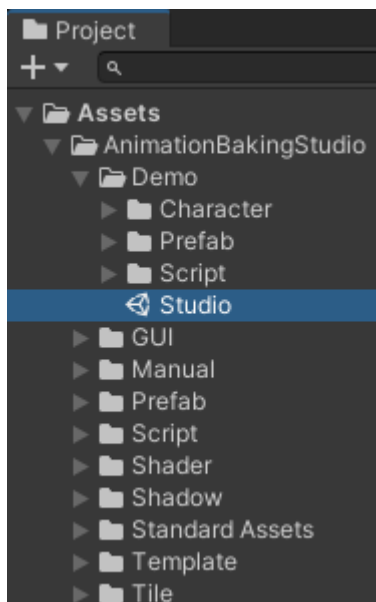 Project
Assets
AnimationBakingStudio
Demo
Character
Prefab
Script
Studio
GUI
Manual
Prefab
Script
Shader
Shadow
Standard Assets
Template
Tile